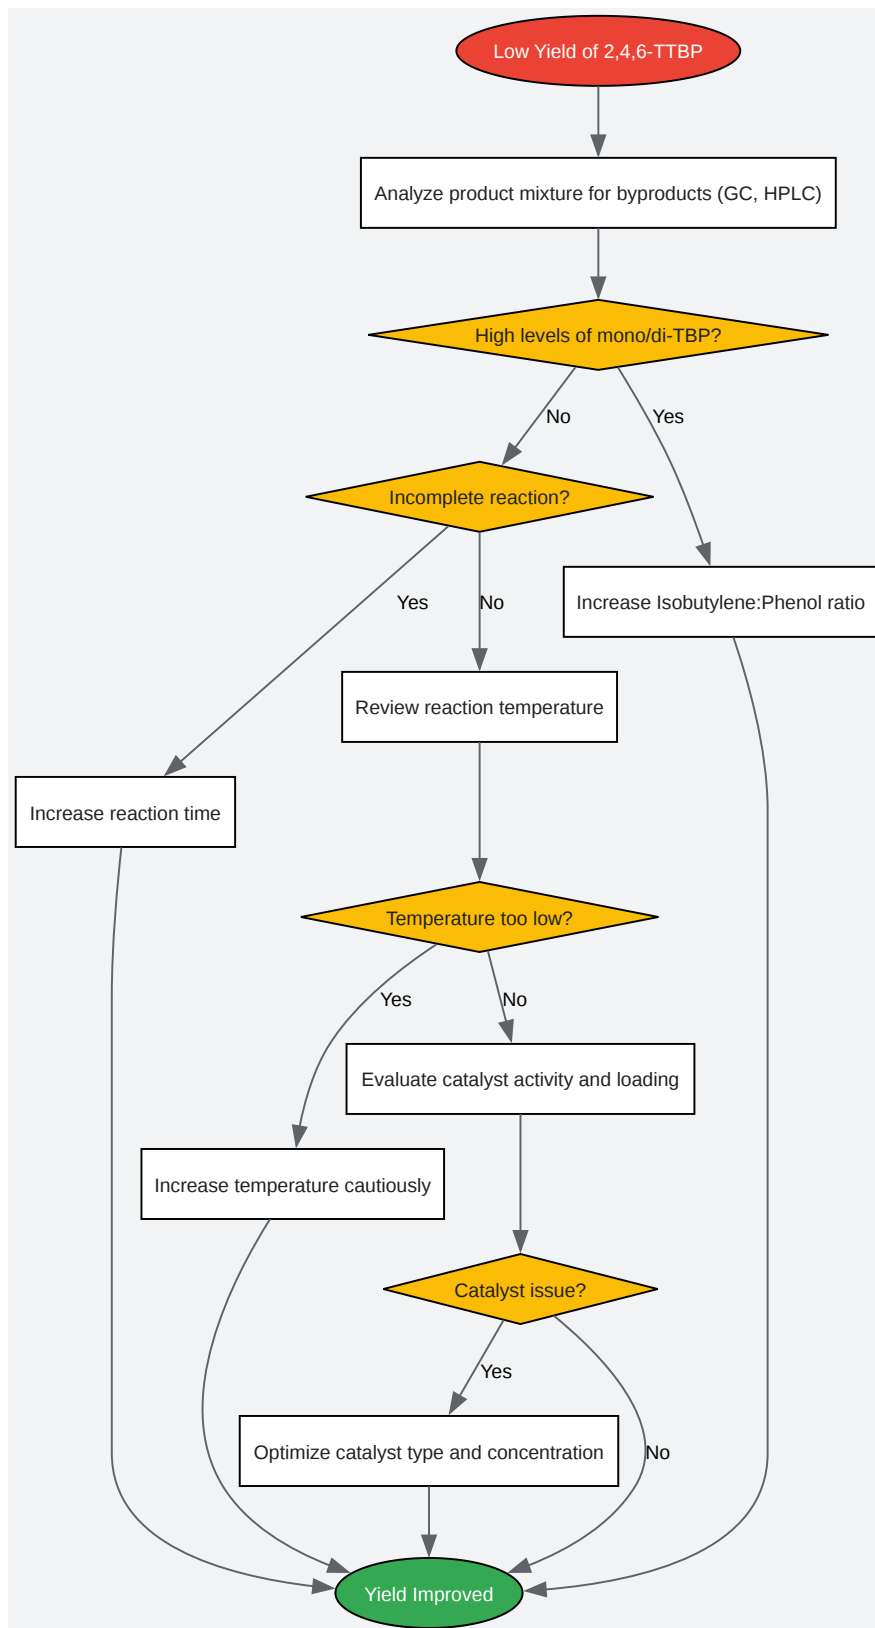 Low Yield of 2,4,6-TTBP
Analyze product mixture for byproducts (GC, HPLC)
High levels of mono/di-TBP?
No
Yes
Incomplete reaction?
Yes
No
Increase Isobutylene:Phenol ratio
Review reaction temperature
Increase reaction time
Temperature too low?
Yes
No
Evaluate catalyst activity and loading
Increase temperature cautiously
Catalyst issue?
Yes
Optimize catalyst type and concentration
No
Yield Improved